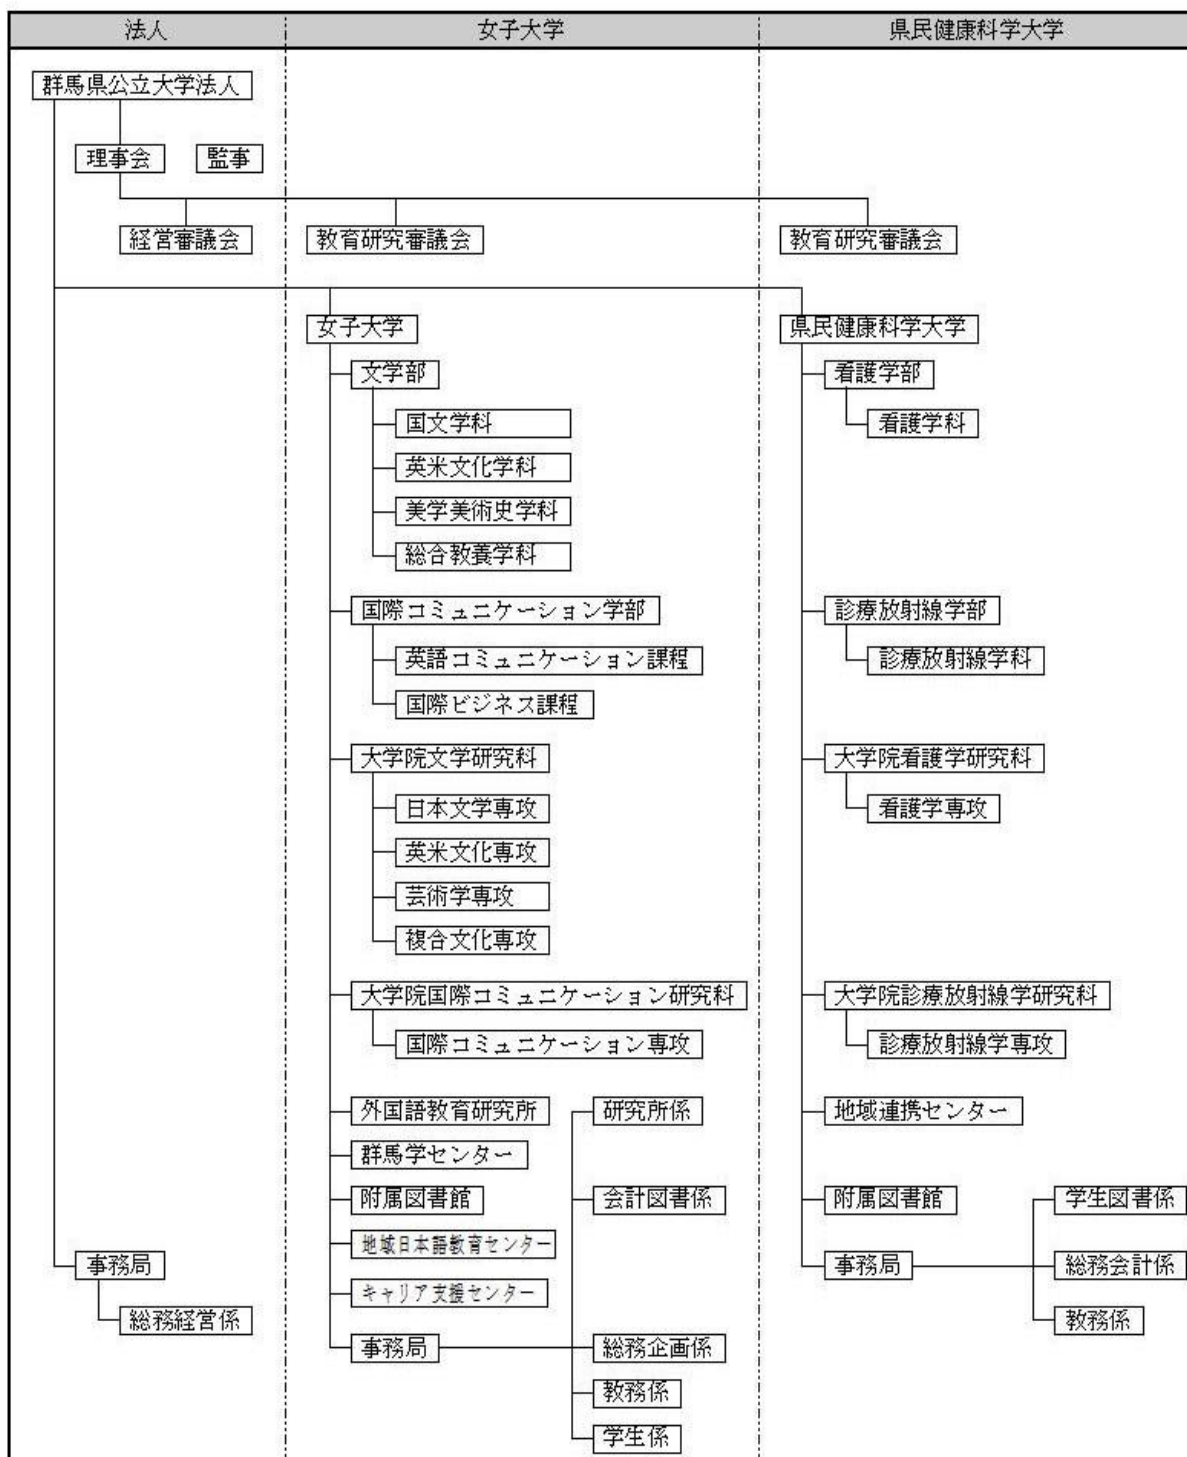 法人 女子大学 県民健康科学大学
群馬県公立大学法人
理事会 監事
経営審議会 教育研究審議会 教育研究審議会
女子大学 県民健康科学大学
文学部 看護学部
国文学科 看護学科
英米文化学科
美学美術史学科
総合教養学科
国際コミュニケーション学部 診療放射線学部
英語コミュニケーション課程 診療放射線学科
国際ビジネス課程
大学院文学研究科 大学院看護学研究科
日本文学専攻 看護学専攻
英米文化専攻
芸術学専攻
複合文化専攻
大学院国際コミュニケーション研究科 大学院診療放射線学研究科
国際コミュニケーション専攻 診療放射線学専攻
外国語教育研究所 研究所係 地域連携センター
群馬学センター
附属図書館 会計図書係 附属図書館 学生図書係
地域日本語教育センター
事務局 事務局 総務会計係
キャリア支援センター
総務経営係 教務係
事務局 総務企画係
教務係
学生係